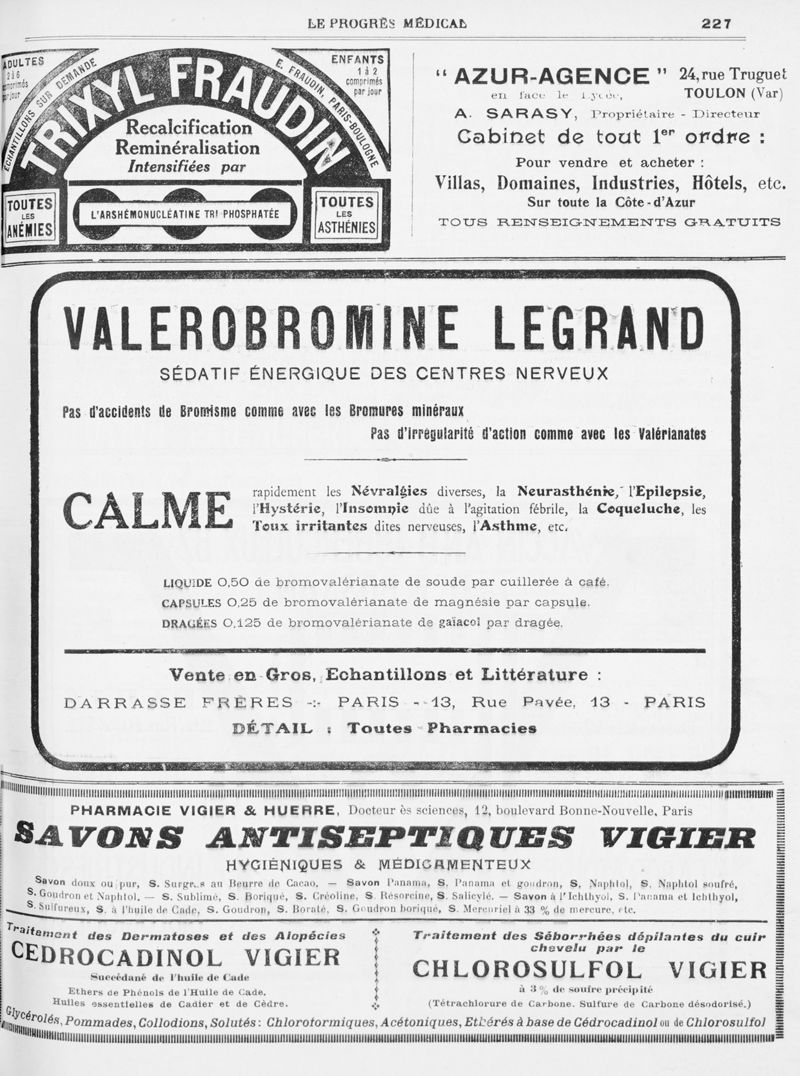 LE PROGRÈS MÉDICAL
227
ADULTES
2 à 6
comprimés
par jour
ÉCHANTILLONS SUR DEMANDE
TRIXYL FRAUDIN
E. FRAUDIN, PARIS-BOULOGNE
ENFANTS
1 à 2
comprimés
par jour
Recalcification
Reminéralisation
Intensifiées par
TOUTES
LES
ANÉMIES
L'ARSHÉMONUCLÉATINE TRI PHOSPHATÉE
TOUTES
LES
ASTHÉNIES
“ AZUR-AGENCE ” 24, rue Truguet
en face le Lycée, TOULON (Var)
A. SARASY, Propriétaire - Directeur
Cabinet de tout 1er ordre :
Pour vendre et acheter :
Villas, Domaines, Industries, Hôtels, etc.
Sur toute la Côte-d'Azur
TOUS RENSEIGNEMENTS GRATUITS
VALEROBROMINE LEGRAND
SÉDATIF ÉNERGIQUE DES CENTRES NERVEUX
Pas d'accidents de Bromisme comme avec les Bromures minéraux
Pas d'irregularité d'action comme avec les Valérianates
CALME
rapidement les Névralgies diverses, la Neurasthénie, l'Epilepsie,
l'Hystérie, l'Insomnie dûe à l'agitation fébrile, la Coqueluche, les
Toux irritantes dites nerveuses, l'Asthme, etc.
LIQUIDE 0,50 de bromovalérianate de soude par cuillerée à café.
CAPSULES 0,25 de bromovalérianate de magnésie par capsule.
DRAGÉES 0,125 de bromovalérianate de gaïacol par dragée.
Vente en Gros, Echantillons et Littérature :
DARRASSE FRÈRES -:- PARIS - 13, Rue Pavée, 13 - PARIS
DÉTAIL : Toutes Pharmacies
PHARMACIE VIGIER & HUERRE, Docteur ès sciences, 12, boulevard Bonne-Nouvelle, Paris
SAVONS ANTISEPTIQUES VIGIER
HYGIÉNIQUES & MÉDICAMENTEUX
Savon doux ou pur, S. Surgras au Beurre de Cacao, — Savon Panama, S. Panama et goudron, S. Naphtol, S. Naphtol soufré,
S. Goudron et Naphtol. — S. Sublimé, S. Boriqué, S. Créoline, S. Résorcine, S. Salicylé. — Savon à l'Ichthyol, S. Panama et Ichthyol,
S. Sulfureux, S. à l'huile de Cade, S. Goudron, S. Boraté, S. Goudron boriqué, S. Mercuriel à 33 % de mercure, etc.
Traitement des Dermatoses et des Alopécies
CEDROCADINOL VIGIER
Succédané de l'huile de Cade
Ethers de Phénols de l'Huile de Cade.
Huiles essentielles de Cadier et de Cèdre.
Traitement des Séborrhées dépilantes du cuir
chevelu par le
CHLOROSULFOL VIGIER
à 3 % de soufre précipité
(Tétrachlorure de Carbone. Sulfure de Carbone désodorisé.)
Glycérolés, Pommades, Collodions, Solutés : Chloroformiques, Acétoniques, Ethérés à base de Cédrocadinol ou de Chlorosulfol